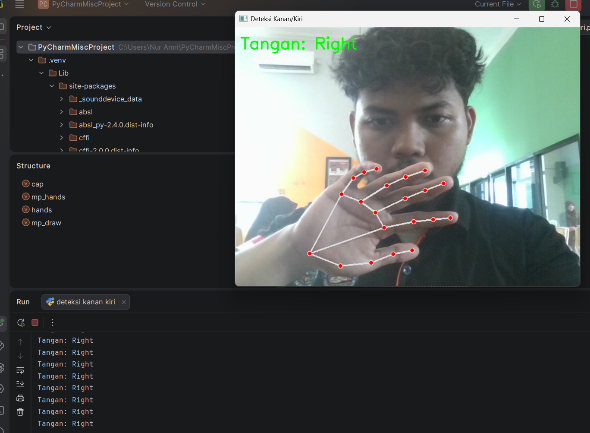 PC PyCharmMiscProject
Version Control
Current File
Project
PyCharmMiscProject C:\Users\Nur Amri\PyCharmMiscProject
.venv
Lib
site-packages
_sounddevice_data
absl
absl_py-2.4.0.dist-info
cffi
cffi-2.0.0.dist-info
Structure
cap
mp_hands
hands
mp_draw
Deteksi Kanan/Kiri
Tangan: Right
Run
deteksi kanan kiri
Tangan: Right
Tangan: Right
Tangan: Right
Tangan: Right
Tangan: Right
Tangan: Right
Tangan: Right
Tangan: Right